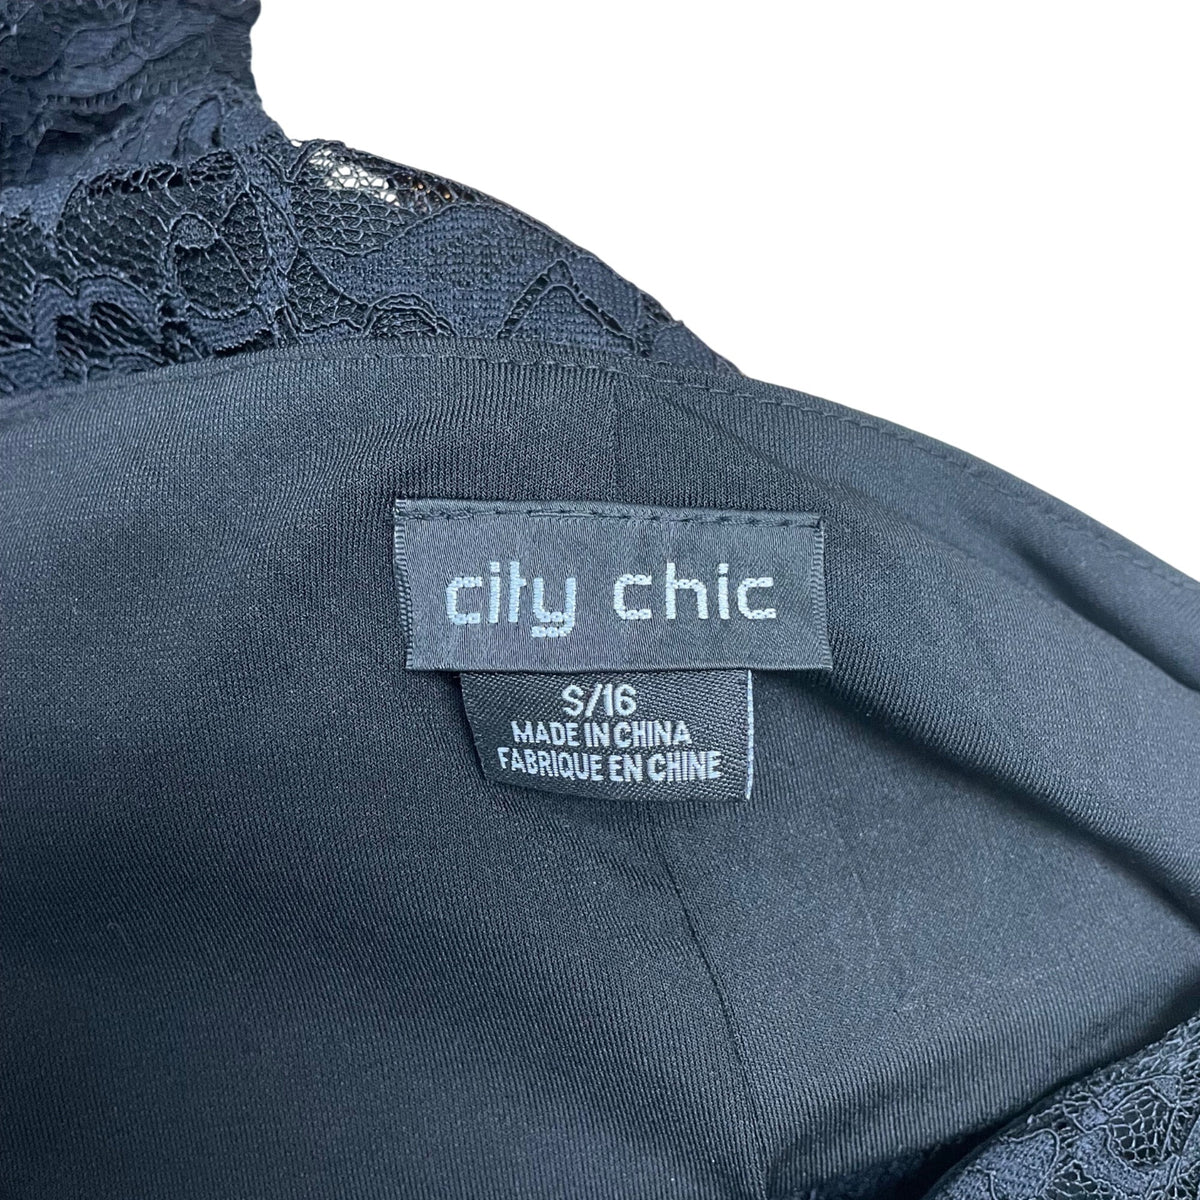 city chic
S/16
MADE IN CHINA
FABRIQUE EN CHINE